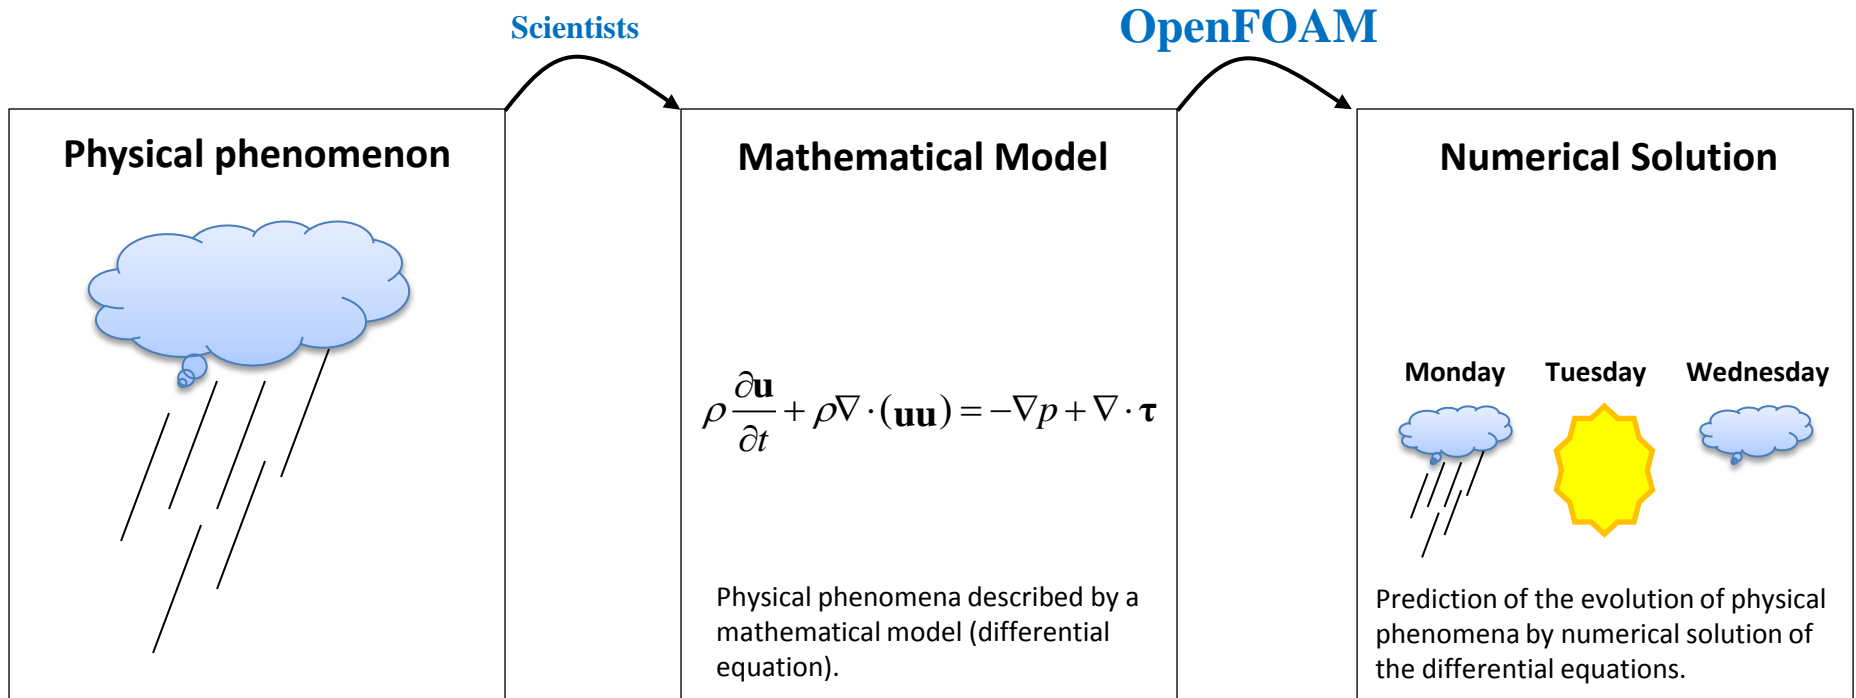 Scientists
OpenFOAM
Physical phenomenon
Mathematical Model
ρ ∂𝐮/∂t + ρ∇·(𝐮𝐮) = −∇p + ∇·𝛕
Physical phenomena described by a
mathematical model (differential
equation).
Numerical Solution
Monday Tuesday Wednesday
Prediction of the evolution of physical
phenomena by numerical solution of
the differential equations.